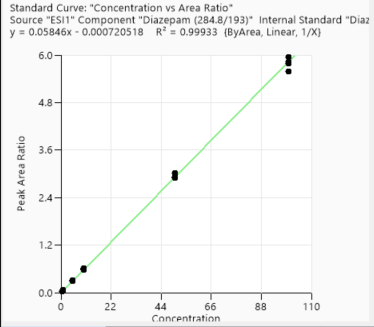 Standard Curve: "Concentration vs Area Ratio"
Source "ESI1" Component "Diazepam (284.8/193)" Internal Standard "Diaz
y = 0.05846x - 0.000720518 R² = 0.99933 {ByArea, Linear, 1/X}
6.0
4.8
3.6
2.4
1.2
0.0
Peak Area Ratio
0 22 44 66 88 110
Concentration